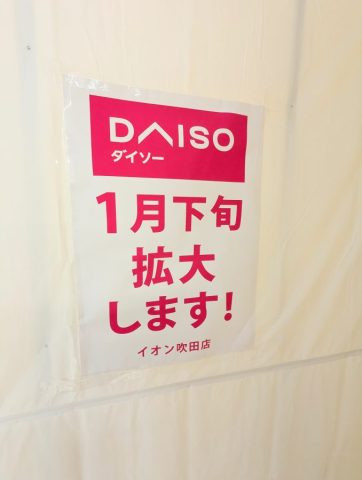 DAISO
ダイソー
1月下旬
拡大
します!
イオン吹田店